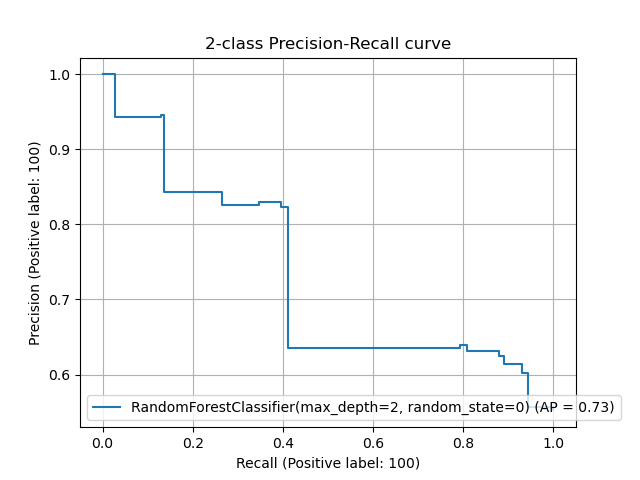 2-class Precision-Recall curve
1.0
0.9
0.8
0.7
0.6
Precision (Positive label: 100)
RandomForestClassifier(max_depth=2, random_state=0) (AP = 0.73)
0.0 0.2 0.4 0.6 0.8 1.0
Recall (Positive label: 100)